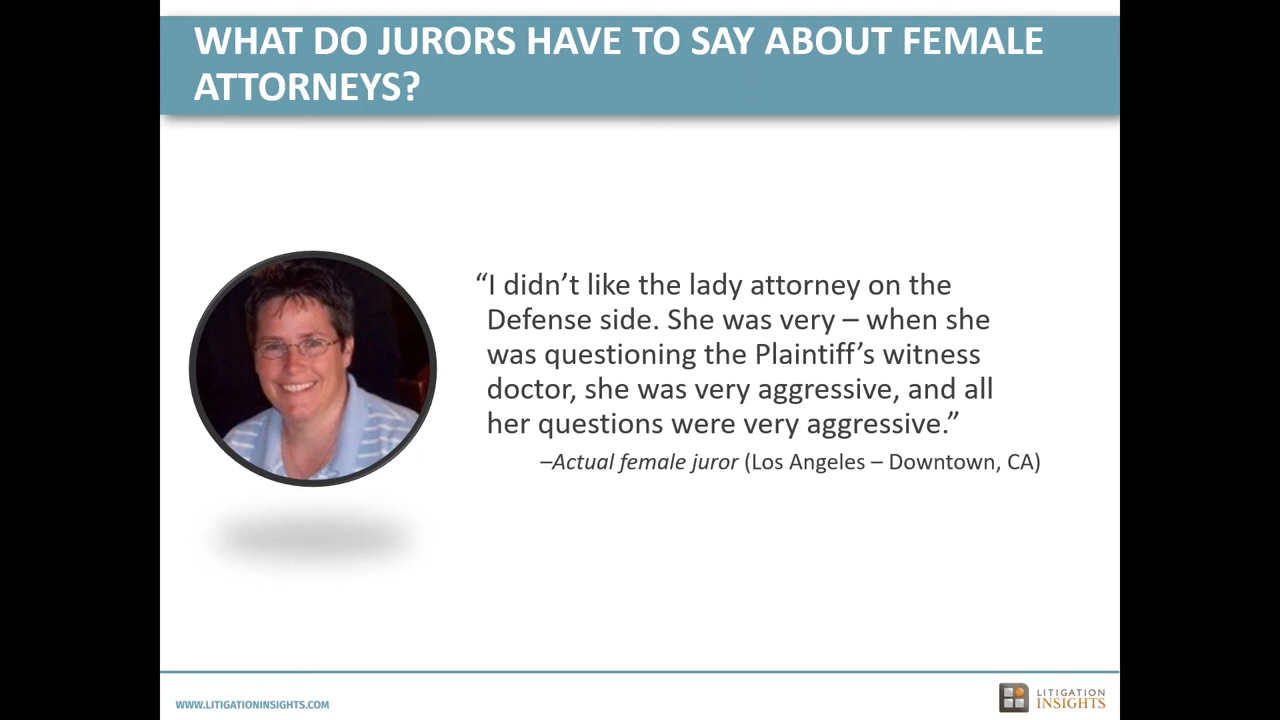 WHAT DO JURORS HAVE TO SAY ABOUT FEMALE
ATTORNEYS?
“I didn’t like the lady attorney on the
Defense side. She was very – when she
was questioning the Plaintiff’s witness
doctor, she was very aggressive, and all
her questions were very aggressive.”
–Actual female juror (Los Angeles – Downtown, CA)
WWW.LITIGATIONINSIGHTS.COM
LITIGATION
INSIGHTS